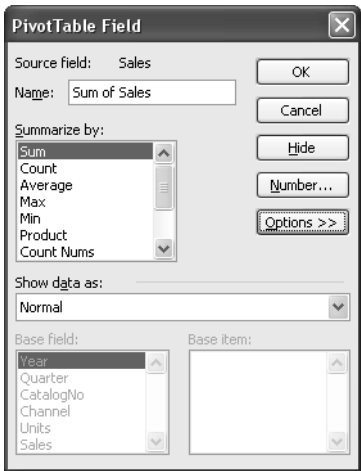 PivotTable Field
Source field: Sales
OK
Name: Sum of Sales
Cancel
Summarize by:
Sum
Count
Average
Max
Min
Product
Count Nums
Hide
Number...
Options >>
Show data as:
Normal
Base field:
Year
Quarter
CatalogNo
Channel
Units
Sales
Base item: